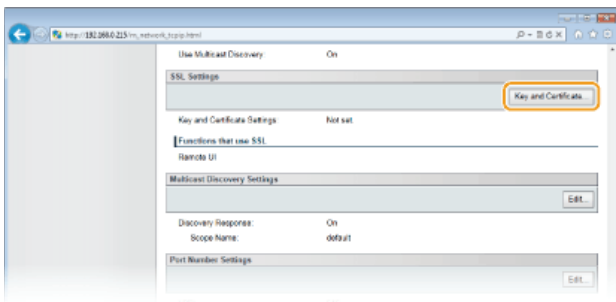 http://192.168.0.215/m_network_tcpip.html
Use Multicast Discovery: On
SSL Settings
Key and Certificate...
Key and Certificate Settings: Not set
Functions that use SSL
Remote UI
Multicast Discovery Settings
Edit...
Discovery Response: On
Scope Name: default
Port Number Settings
Edit...